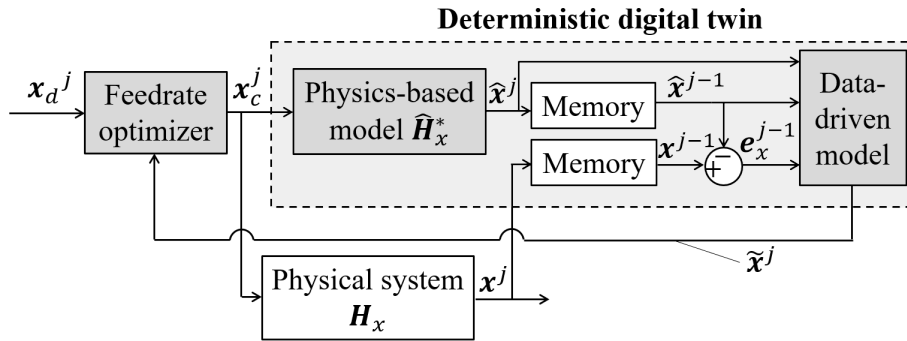 Deterministic digital twin
x_d^j
Feedrate
optimizer
x_c^j
Physics-based
model Ĥ_x^*
x̂^j
Memory
x̂^{j−1}
Data-
driven
model
Memory
x^{j−1}
−
+
e_x^{j−1}
x̃^j
Physical system
H_x
x^j